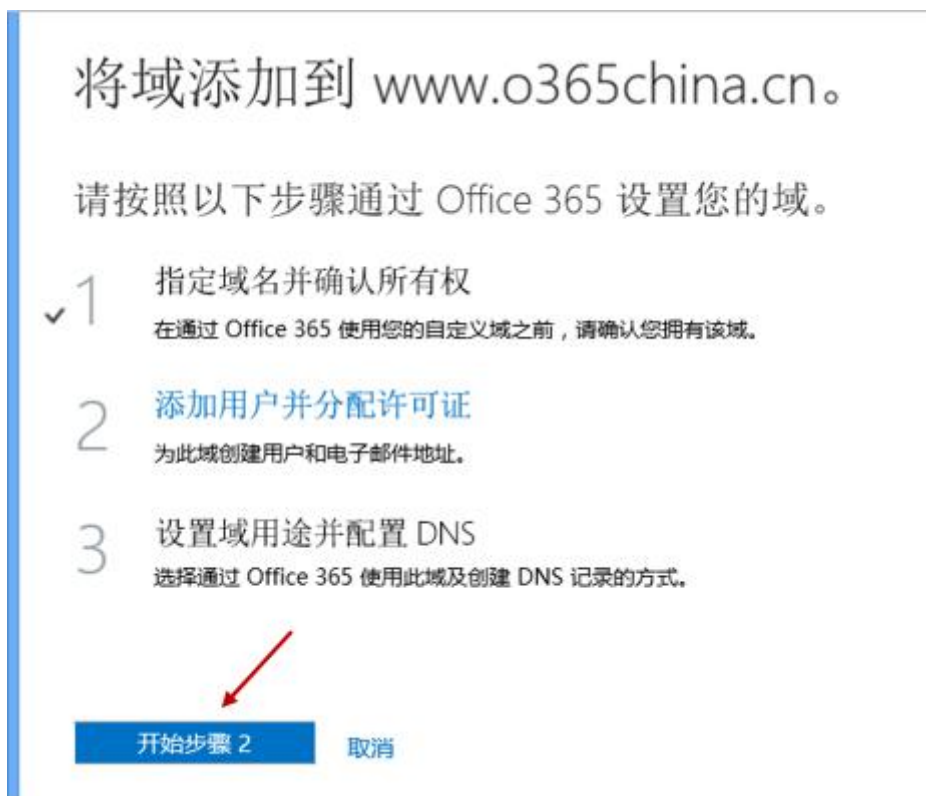 将域添加到 www.o365china.cn。
请按照以下步骤通过 Office 365 设置您的域。
1 指定域名并确认所有权
在通过 Office 365 使用您的自定义域之前，请确认您拥有该域。
2 添加用户并分配许可证
为此域创建用户和电子邮件地址。
3 设置域用途并配置 DNS
选择通过 Office 365 使用此域及创建 DNS 记录的方式。
开始步骤 2 取消